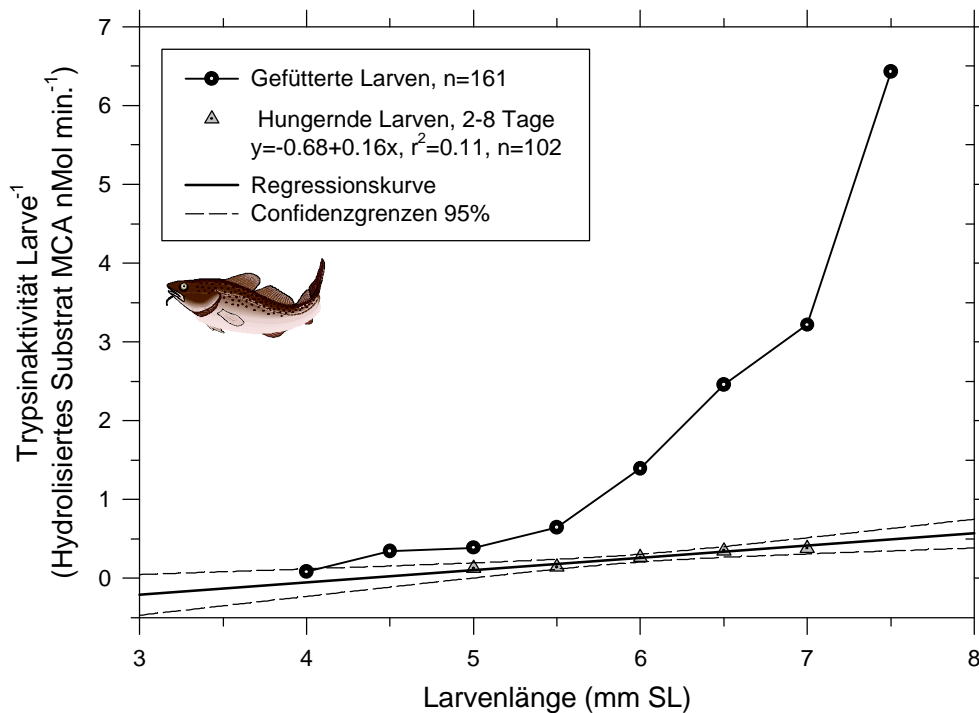 7
6
5
4
3
2
1
0
Trypsinaktivität Larve⁻¹
(Hydrolisiertes Substrat MCA nMol min.⁻¹)
Gefütterte Larven, n=161
Hungernde Larven, 2-8 Tage
y=-0.68+0.16x, r²=0.11, n=102
Regressionskurve
Confidenzgrenzen 95%
3 4 5 6 7 8
Larvenlänge (mm SL)